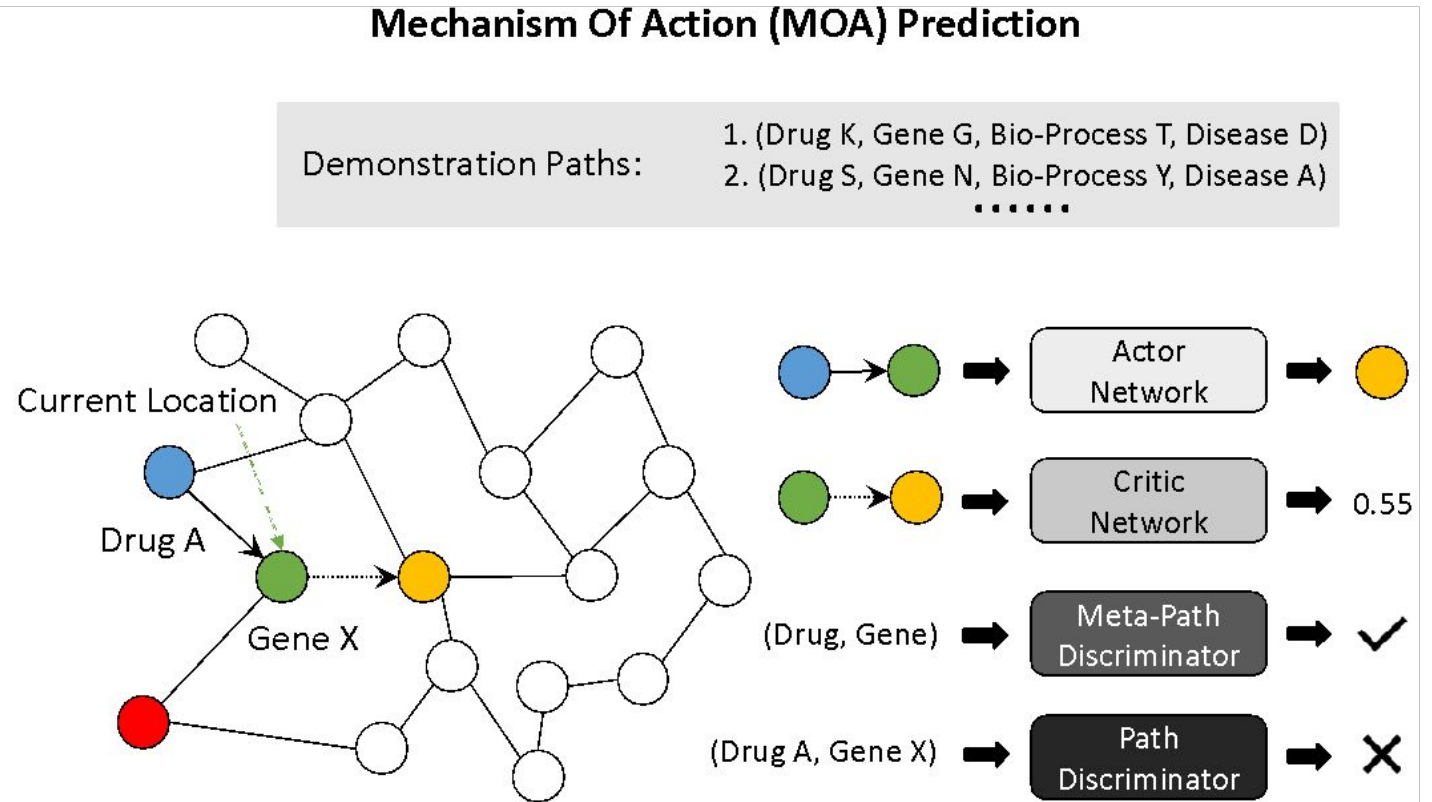 Mechanism Of Action (MOA) Prediction
Demonstration Paths:
1. (Drug K, Gene G, Bio-Process T, Disease D)
2. (Drug S, Gene N, Bio-Process Y, Disease A)
......
Current Location
Drug A
Gene X
Actor
Network
Critic
Network
0.55
(Drug, Gene)
Meta-Path
Discriminator
(Drug A, Gene X)
Path
Discriminator